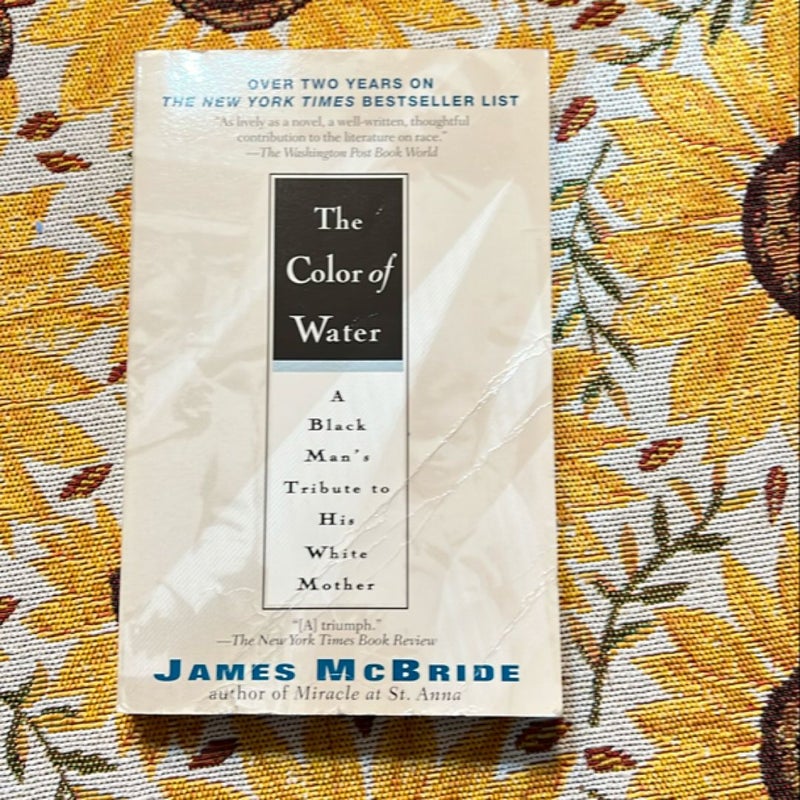 OVER TWO YEARS ON
THE NEW YORK TIMES BESTSELLER LIST
"As lively as a novel, a well-written, thoughtful
contribution to the literature on race."
—The Washington Post Book World
The
Color of
Water
A
Black
Man's
Tribute to
His
White
Mother
"[A] triumph."
—The New York Times Book Review
JAMES MCBRIDE
author of Miracle at St. Anna